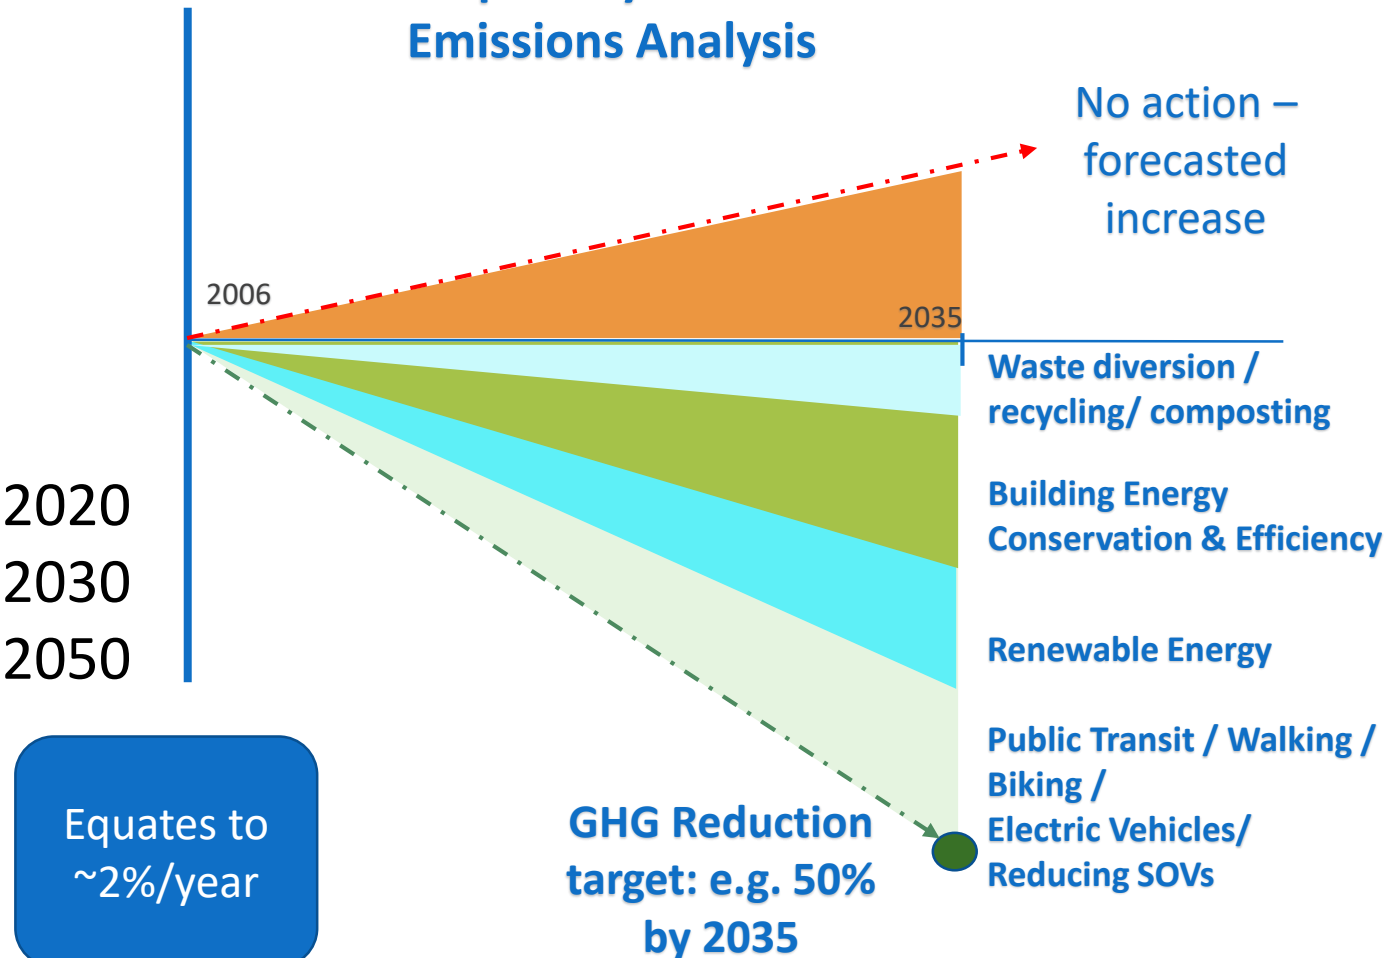 Emissions Analysis
No action –
forecasted
increase
2006
2035
Waste diversion /
recycling/ composting
Building Energy
Conservation & Efficiency
Renewable Energy
Public Transit / Walking /
Biking /
Electric Vehicles/
Reducing SOVs
2020
2030
2050
Equates to
~2%/year
GHG Reduction
target: e.g. 50%
by 2035